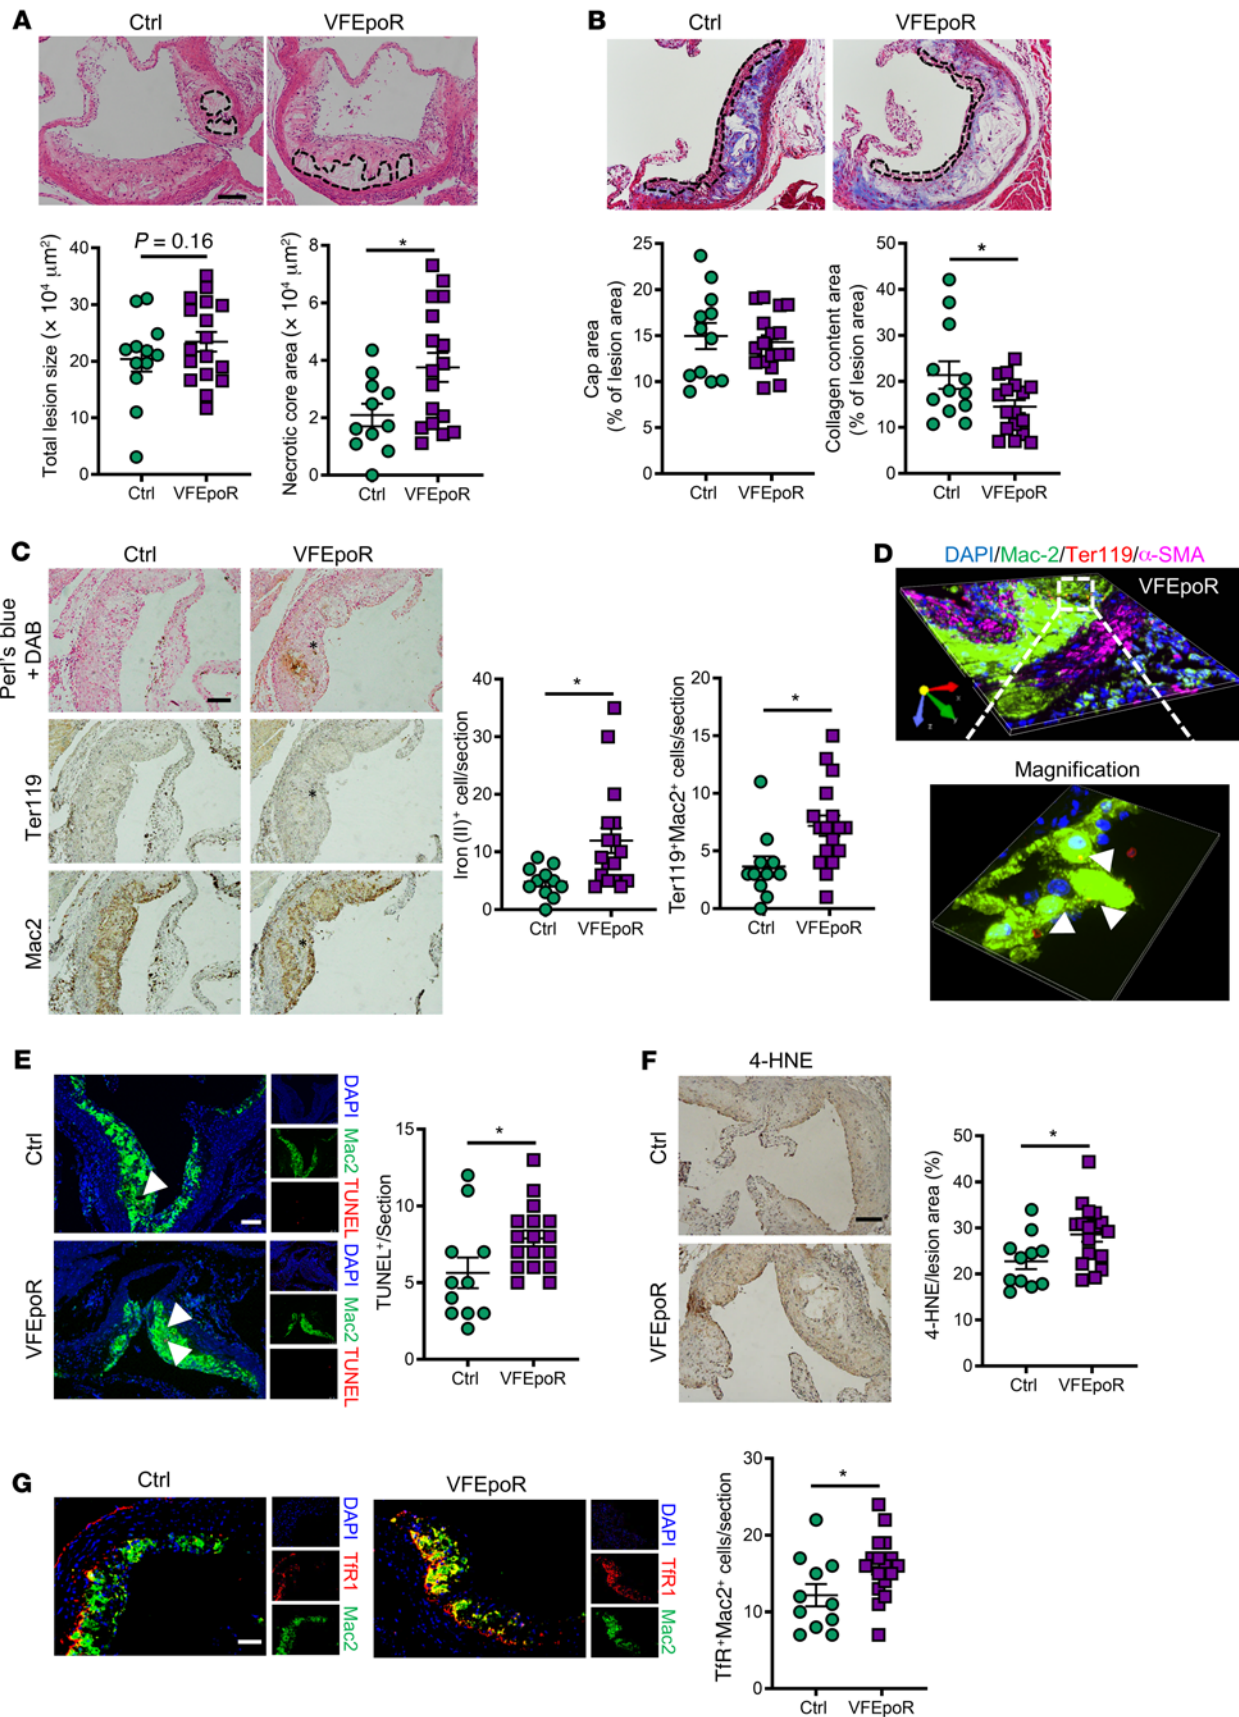 A
Ctrl
VFEpoR
P = 0.16
Total lesion size (× 10⁴ μm²)
40
30
20
10
0
Ctrl
VFEpoR
*
Necrotic core area (× 10⁴ μm²)
8
6
4
2
0
Ctrl
VFEpoR
B
Ctrl
VFEpoR
Cap area
(% of lesion area)
25
20
15
10
5
0
Ctrl
VFEpoR
*
Collagen content area
(% of lesion area)
50
40
30
20
10
0
Ctrl
VFEpoR
C
Ctrl
VFEpoR
Perl's blue
+ DAB
*
Ter119
*
Mac2
*
*
Iron (II)⁺ cell/section
40
30
20
10
0
Ctrl
VFEpoR
*
Ter119⁺Mac2⁺ cells/section
20
15
10
5
0
Ctrl
VFEpoR
D
DAPI/Mac-2/Ter119/α-SMA
VFEpoR
Magnification
E
Ctrl
DAPI
Mac2
TUNEL
VFEpoR
DAPI
Mac2
TUNEL
*
TUNEL⁺/Section
15
10
5
0
Ctrl
VFEpoR
F
4-HNE
Ctrl
VFEpoR
*
4-HNE/lesion area (%)
50
40
30
20
10
0
Ctrl
VFEpoR
G
Ctrl
DAPI
TfR1
Mac2
VFEpoR
DAPI
TfR1
Mac2
*
TfR⁺Mac2⁺ cells/section
30
20
10
0
Ctrl
VFEpoR